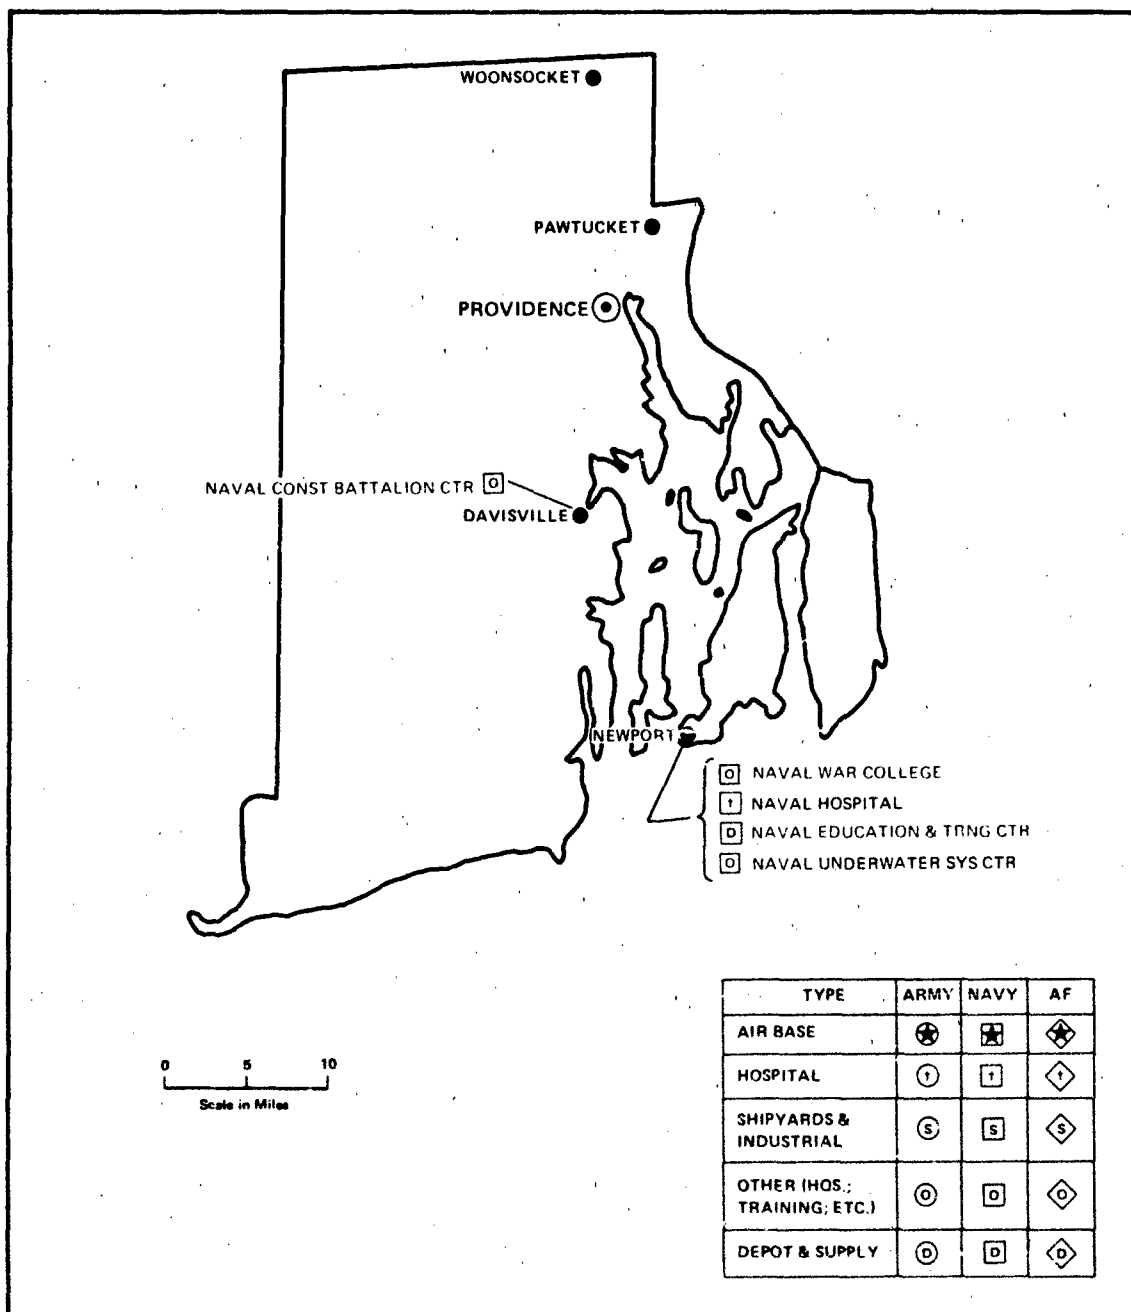 WOONSOCKET
PAWTUCKET
PROVIDENCE
NAVAL CONST BATTALION CTR O
DAVISVILLE
NEWPORT
O NAVAL WAR COLLEGE
† NAVAL HOSPITAL
D NAVAL EDUCATION & TRNG CTR
O NAVAL UNDERWATER SYS CTR
0 5 10
Scale in Miles
TYPE ARMY NAVY AF
AIR BASE
HOSPITAL † † †
SHIPYARDS &
INDUSTRIAL S S S
OTHER (HQS.;
TRAINING; ETC.) O O O
DEPOT & SUPPLY D D D